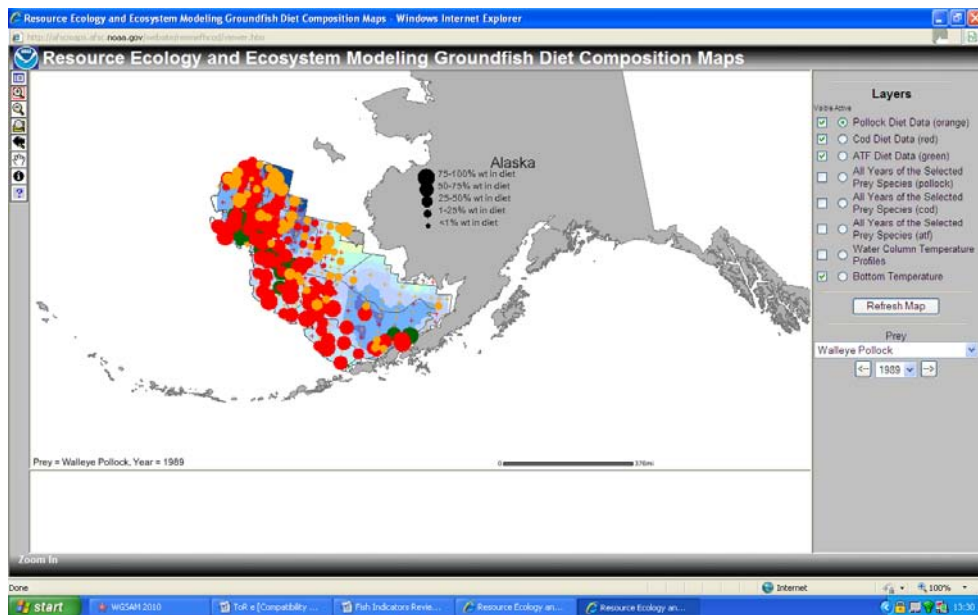 Resource Ecology and Ecosystem Modeling Groundfish Diet Composition Maps - Windows Internet Explorer
Resource Ecology and Ecosystem Modeling Groundfish Diet Composition Maps
Alaska
75-100% wt in diet
50-75% wt in diet
25-50% wt in diet
1-25% wt in diet
<1% wt in diet
Layers
Visible Active
Pollock Diet Data (orange)
Cod Diet Data (red)
ATF Diet Data (green)
All Years of the Selected
Prey Species (pollock)
All Years of the Selected
Prey Species (cod)
All Years of the Selected
Prey Species (atf)
Water Column Temperature
Profiles
Bottom Temperature
Refresh Map
Prey
Walleye Pollock
<-- 1989 -->
Prey = Walleye Pollock, Year = 1989
0 376mi
Zoom In
Done
Internet
100%
start
WGSAM 2010
ToR e [Compatibility ...
Fish Indicators Revie...
Resource Ecology an...
Resource Ecology an...
13:30